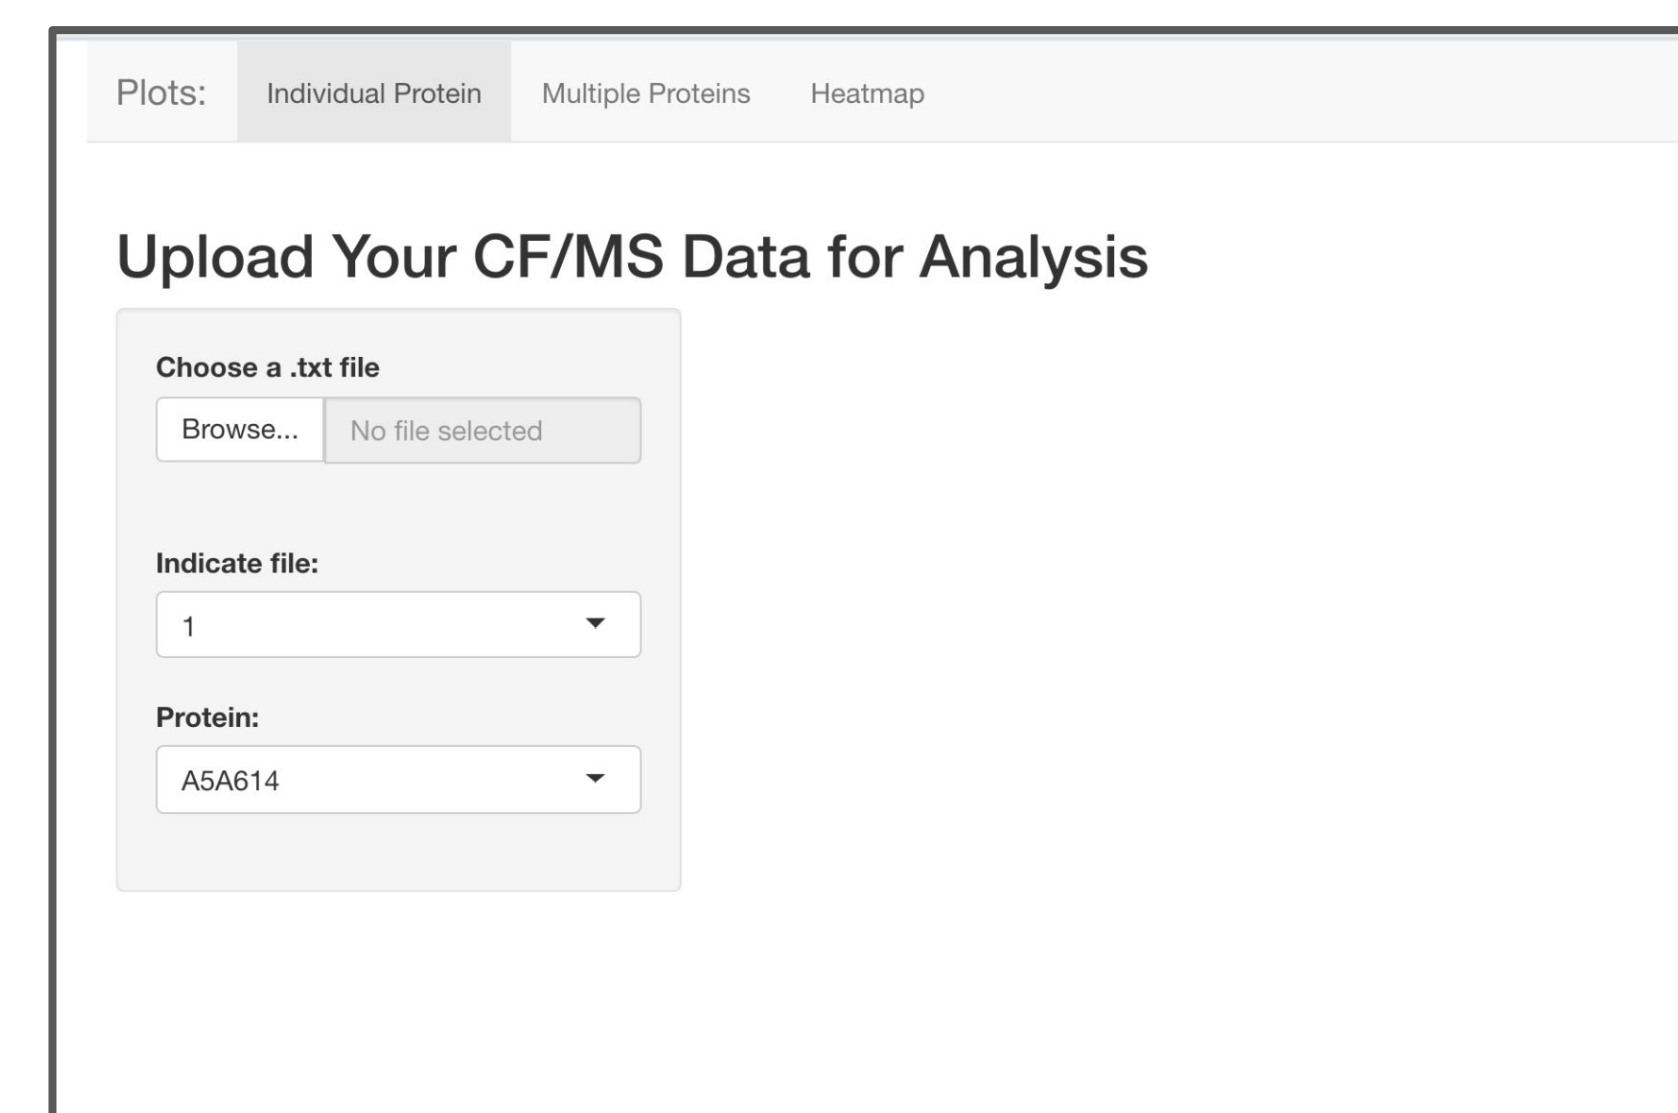 Plots: Individual Protein Multiple Proteins Heatmap
Upload Your CF/MS Data for Analysis
Choose a .txt file
Browse... No file selected
Indicate file:
1
Protein:
A5A614